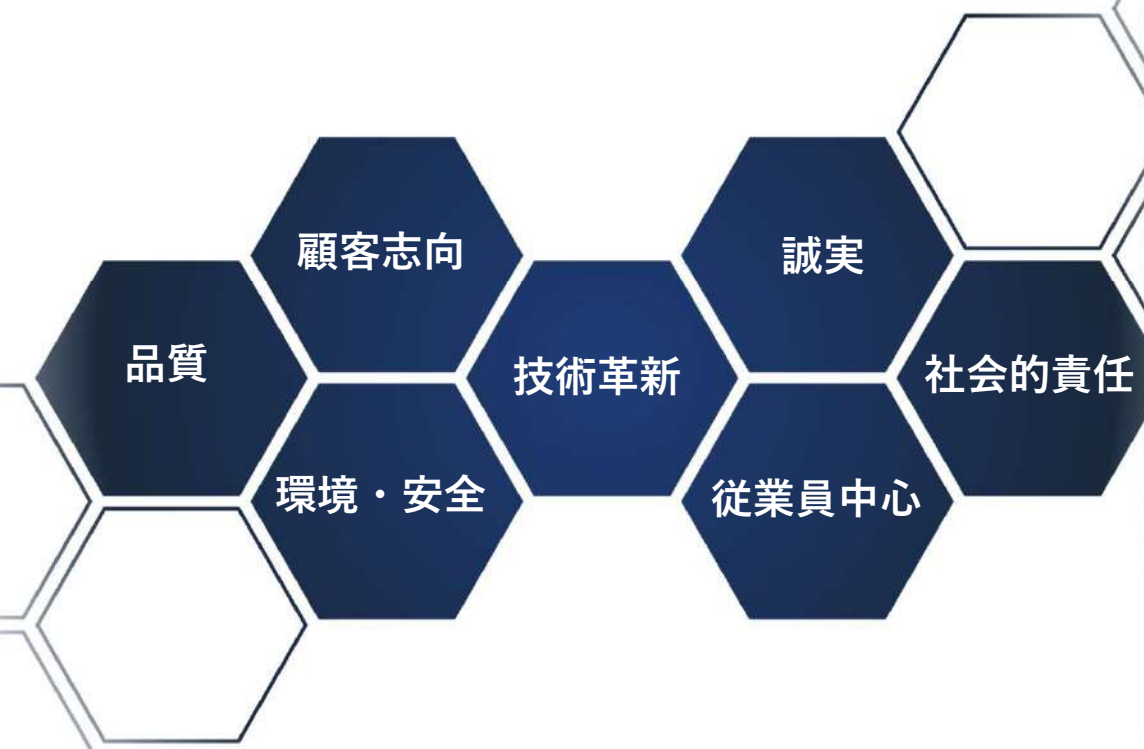 顧客志向
誠実
品質
技術革新
社会的責任
環境・安全
従業員中心